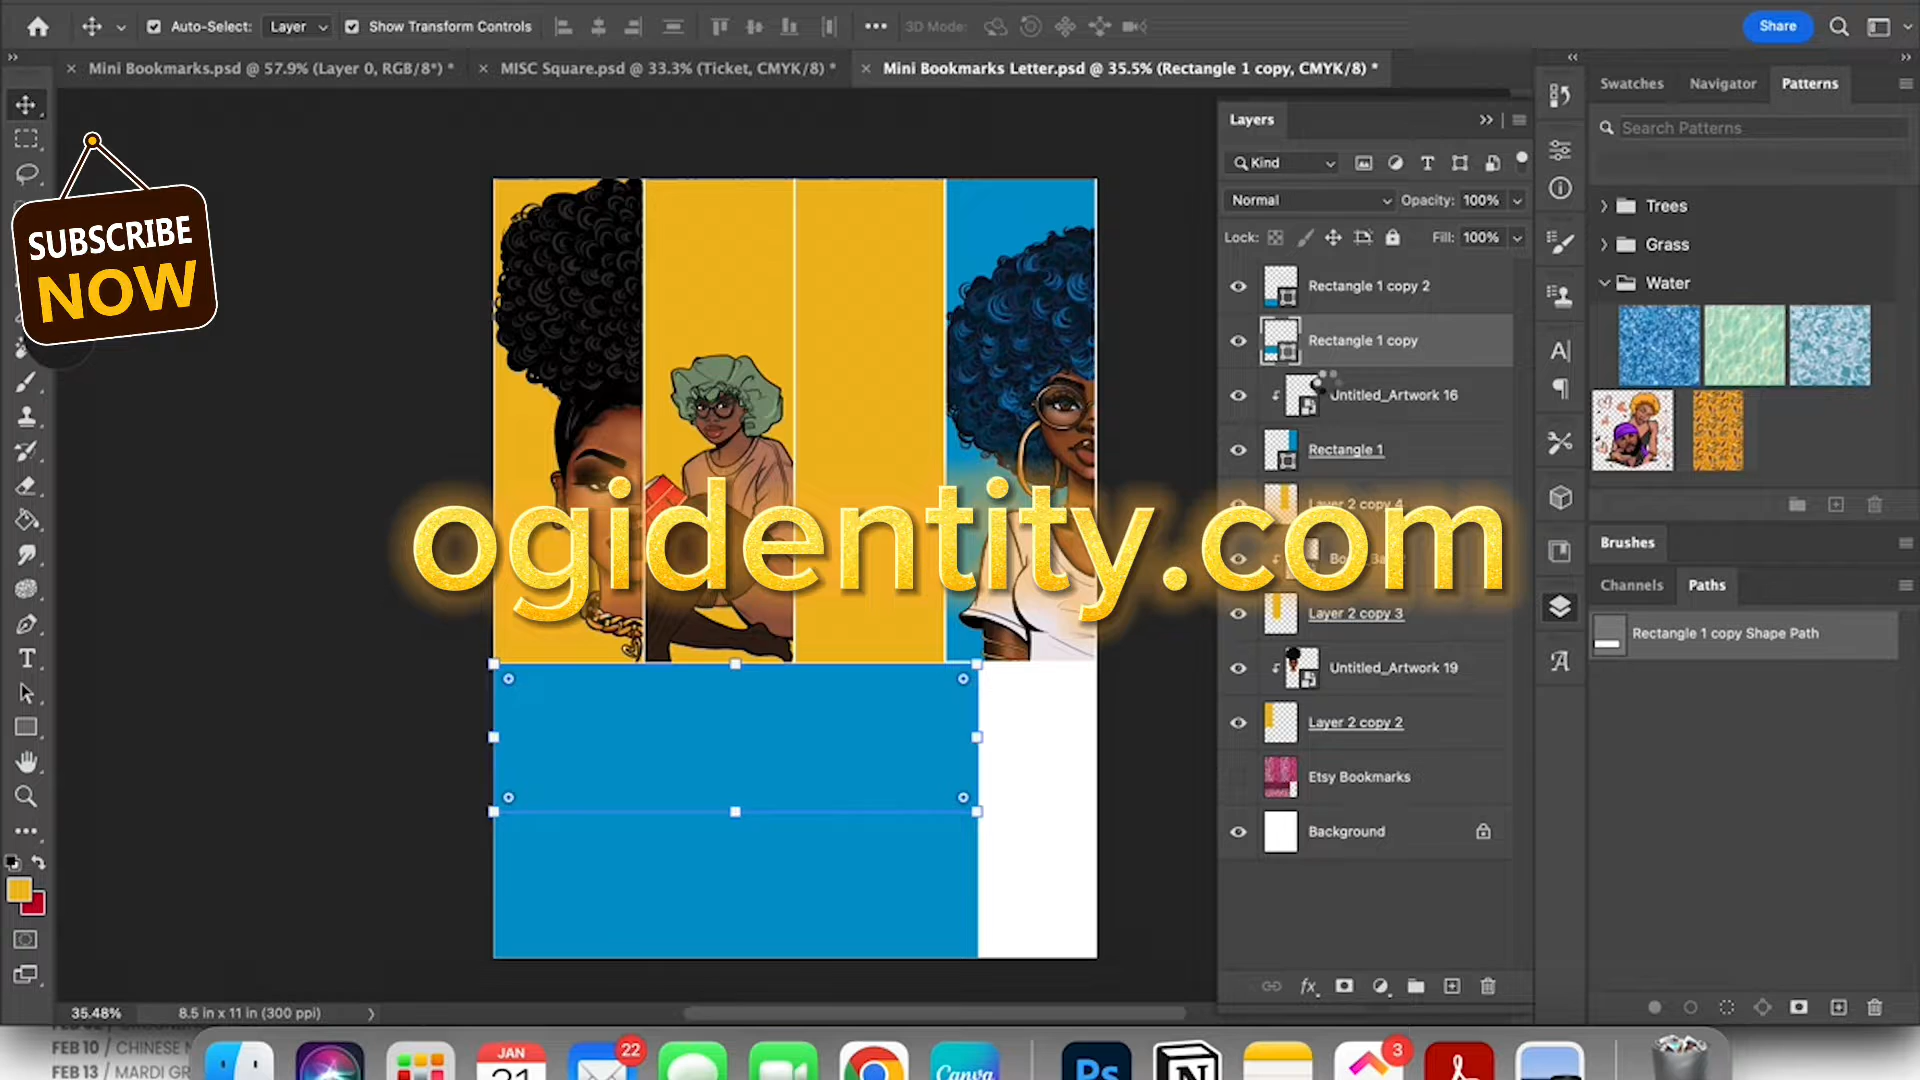 Auto-Select: Layer Show Transform Controls 3D Mode: Share
Mini Bookmarks.psd @ 57.9% (Layer 0, RGB/8*) *
MISC Square.psd @ 33.3% (Ticket, CMYK/8) *
Mini Bookmarks Letter.psd @ 35.5% (Rectangle 1 copy, CMYK/8) *
SUBSCRIBE
NOW
ogidentity.com
Layers
Kind
Normal Opacity: 100%
Lock: Fill: 100%
Rectangle 1 copy 2
Rectangle 1 copy
Untitled_Artwork 16
Rectangle 1
Layer 2 copy 4
Layer 2 copy 3
Untitled_Artwork 19
Layer 2 copy 2
Etsy Bookmarks
Background
Swatches Navigator Patterns
Search Patterns
Trees
Grass
Water
Brushes
Channels Paths
Rectangle 1 copy Shape Path
35.48% 8.5 in x 11 in (300 ppi)
FEB 10 / CHINESE
FEB 13 / MARDI GR
JAN
22
Canva
Ps
3